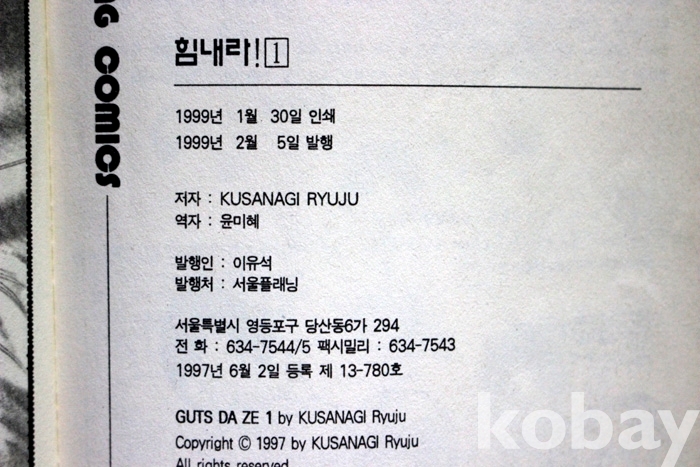 NG COMICS
힘내라! 1
1999년 1월 30일 인쇄
1999년 2월 5일 발행
저자 : KUSANAGI RYUJU
역자 : 윤미혜
발행인 : 이유석
발행처 : 서울플래닝
서울특별시 영등포구 당산동6가 294
전 화 : 634-7544/5 팩시밀리 : 634-7543
1997년 6월 2일 등록 제 13-780호
GUTS DA ZE 1 by KUSANAGI Ryuju
Copyright © 1997 by KUSANAGI Ryuju
All rights reserved
kobay